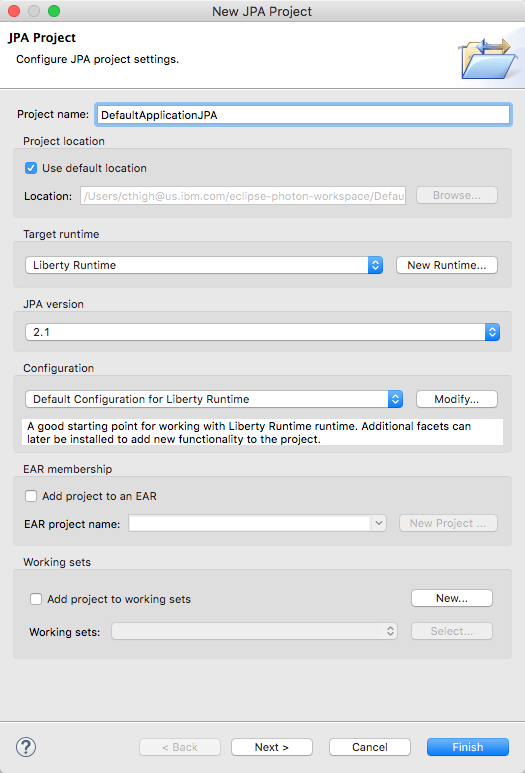 New JPA Project
JPA Project
Configure JPA project settings.
Project name: DefaultApplicationJPA
Project location
Use default location
Location: /Users/cthigh@us.ibm.com/eclipse-photon-workspace/Defau Browse...
Target runtime
Liberty Runtime New Runtime...
JPA version
2.1
Configuration
Default Configuration for Liberty Runtime Modify...
A good starting point for working with Liberty Runtime runtime. Additional facets can
later be installed to add new functionality to the project.
EAR membership
Add project to an EAR
EAR project name: New Project ...
Working sets
Add project to working sets New...
Working sets: Select...
? < Back Next > Cancel Finish